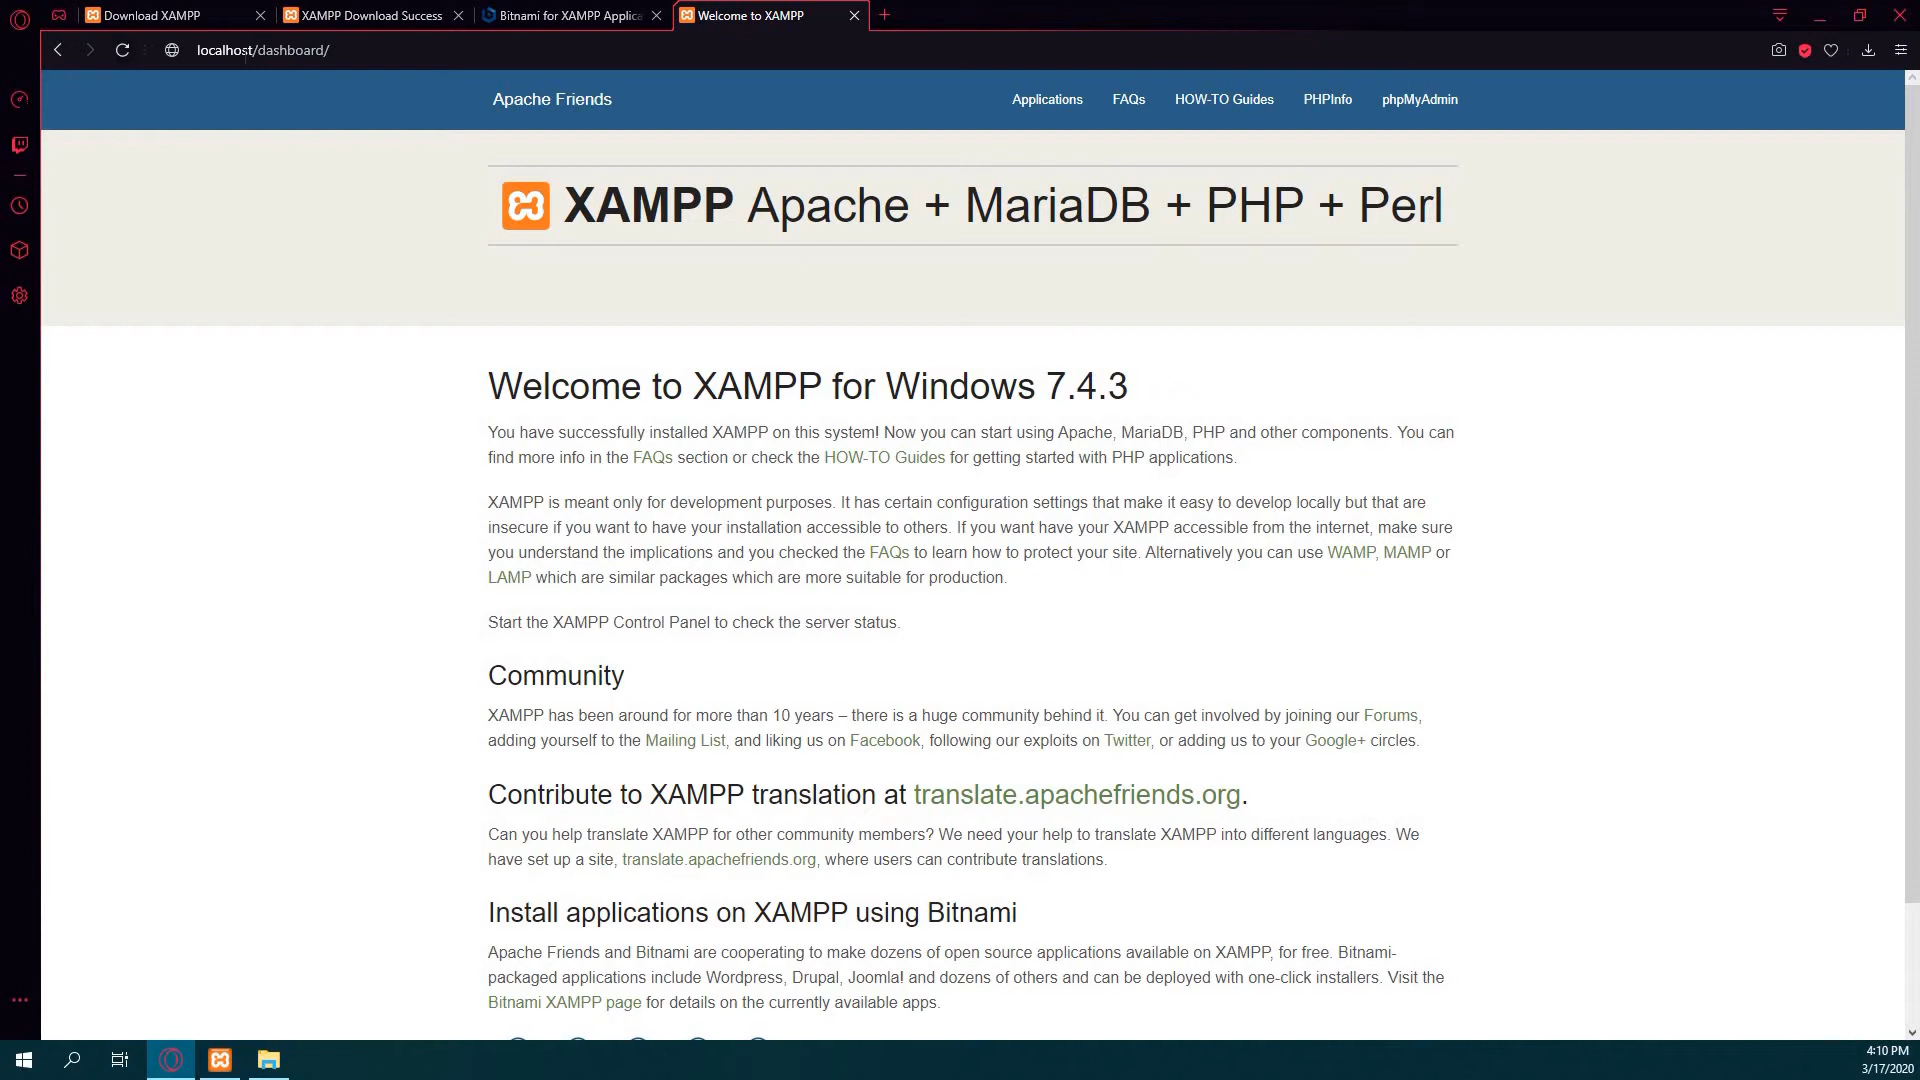 Download XAMPP
XAMPP Download Success
Bitnami for XAMPP Applica
Welcome to XAMPP
localhost/dashboard/
Apache Friends
Applications
FAQs
HOW-TO Guides
PHPInfo
phpMyAdmin
XAMPP Apache + MariaDB + PHP + Perl
Welcome to XAMPP for Windows 7.4.3
You have successfully installed XAMPP on this system! Now you can start using Apache, MariaDB, PHP and other components. You can
find more info in the FAQs section or check the HOW-TO Guides for getting started with PHP applications.
XAMPP is meant only for development purposes. It has certain configuration settings that make it easy to develop locally but that are
insecure if you want to have your installation accessible to others. If you want have your XAMPP accessible from the internet, make sure
you understand the implications and you checked the FAQs to learn how to protect your site. Alternatively you can use WAMP, MAMP or
LAMP which are similar packages which are more suitable for production.
Start the XAMPP Control Panel to check the server status.
Community
XAMPP has been around for more than 10 years – there is a huge community behind it. You can get involved by joining our Forums,
adding yourself to the Mailing List, and liking us on Facebook, following our exploits on Twitter, or adding us to your Google+ circles.
Contribute to XAMPP translation at translate.apachefriends.org.
Can you help translate XAMPP for other community members? We need your help to translate XAMPP into different languages. We
have set up a site, translate.apachefriends.org, where users can contribute translations.
Install applications on XAMPP using Bitnami
Apache Friends and Bitnami are cooperating to make dozens of open source applications available on XAMPP, for free. Bitnami-
packaged applications include Wordpress, Drupal, Joomla! and dozens of others and can be deployed with one-click installers. Visit the
Bitnami XAMPP page for details on the currently available apps.
4:10 PM
3/17/2020